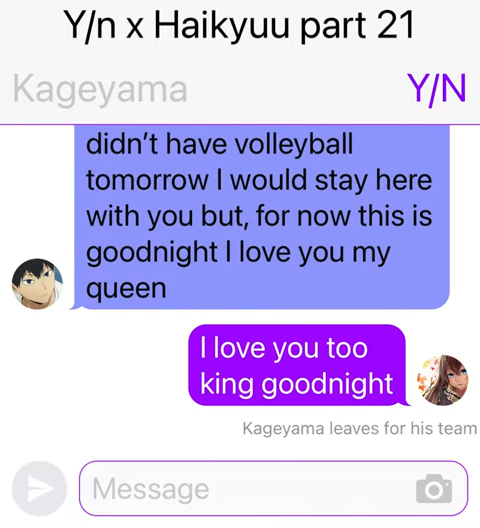 Y/n x Haikyuu part 21
Kageyama
Y/N
didn't have volleyball
tomorrow I would stay here
with you but, for now this is
goodnight I love you my
queen
I love you too
king goodnight
Kageyama leaves for his team
Message